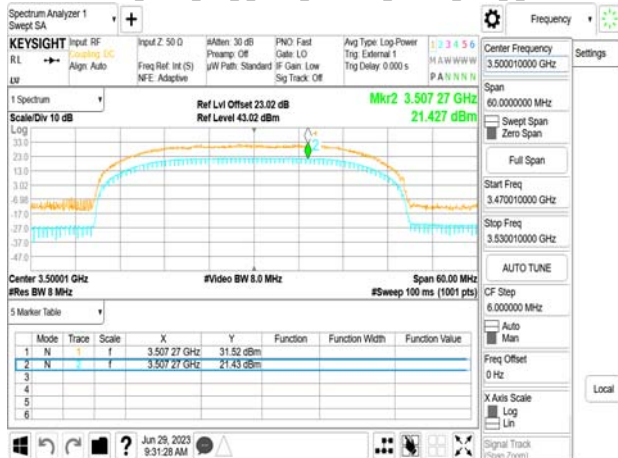 Spectrum Analyzer 1
Swept SA
Frequency
Settings
KEYSIGHT
RL
Input: RF
Coupling: DC
Align: Auto
Input Z: 50 Ω
Freq Ref: Int (S)
NFE: Adaptive
#Atten: 30 dB
Preamp: Off
µW Path: Standard
PNO: Fast
Gate: LO
IF Gain: Low
Sig Track: Off
Avg Type: Log-Power
Trig: External 1
Trig Delay: 0.000 s
1 2 3 4 5 6
M A W W W W
P A N N N N
1 Spectrum
Scale/Div 10 dB
Log
Ref Lvl Offset 23.02 dB
Ref Level 43.02 dBm
Mkr2 3.507 27 GHz
21.427 dBm
33.0
23.0
13.0
3.02
-6.98
-17.0
-27.0
-37.0
-47.0
2
Center 3.50001 GHz
#Res BW 8 MHz
#Video BW 8.0 MHz
Span 60.00 MHz
#Sweep 100 ms (1001 pts)
5 Marker Table
Mode Trace Scale X Y Function Function Width Function Value
1 N 1 f 3.507 27 GHz 31.52 dBm
2 N 2 f 3.507 27 GHz 21.43 dBm
3
4
5
6
Jun 29, 2023
9:31:28 AM
Center Frequency
3.500010000 GHz
Span
60.0000000 MHz
Swept Span
Zero Span
Full Span
Start Freq
3.470010000 GHz
Stop Freq
3.530010000 GHz
AUTO TUNE
CF Step
6.000000 MHz
Auto
Man
Freq Offset
0 Hz
X Axis Scale
Log
Lin
Signal Track
(Span Zoom)
Local